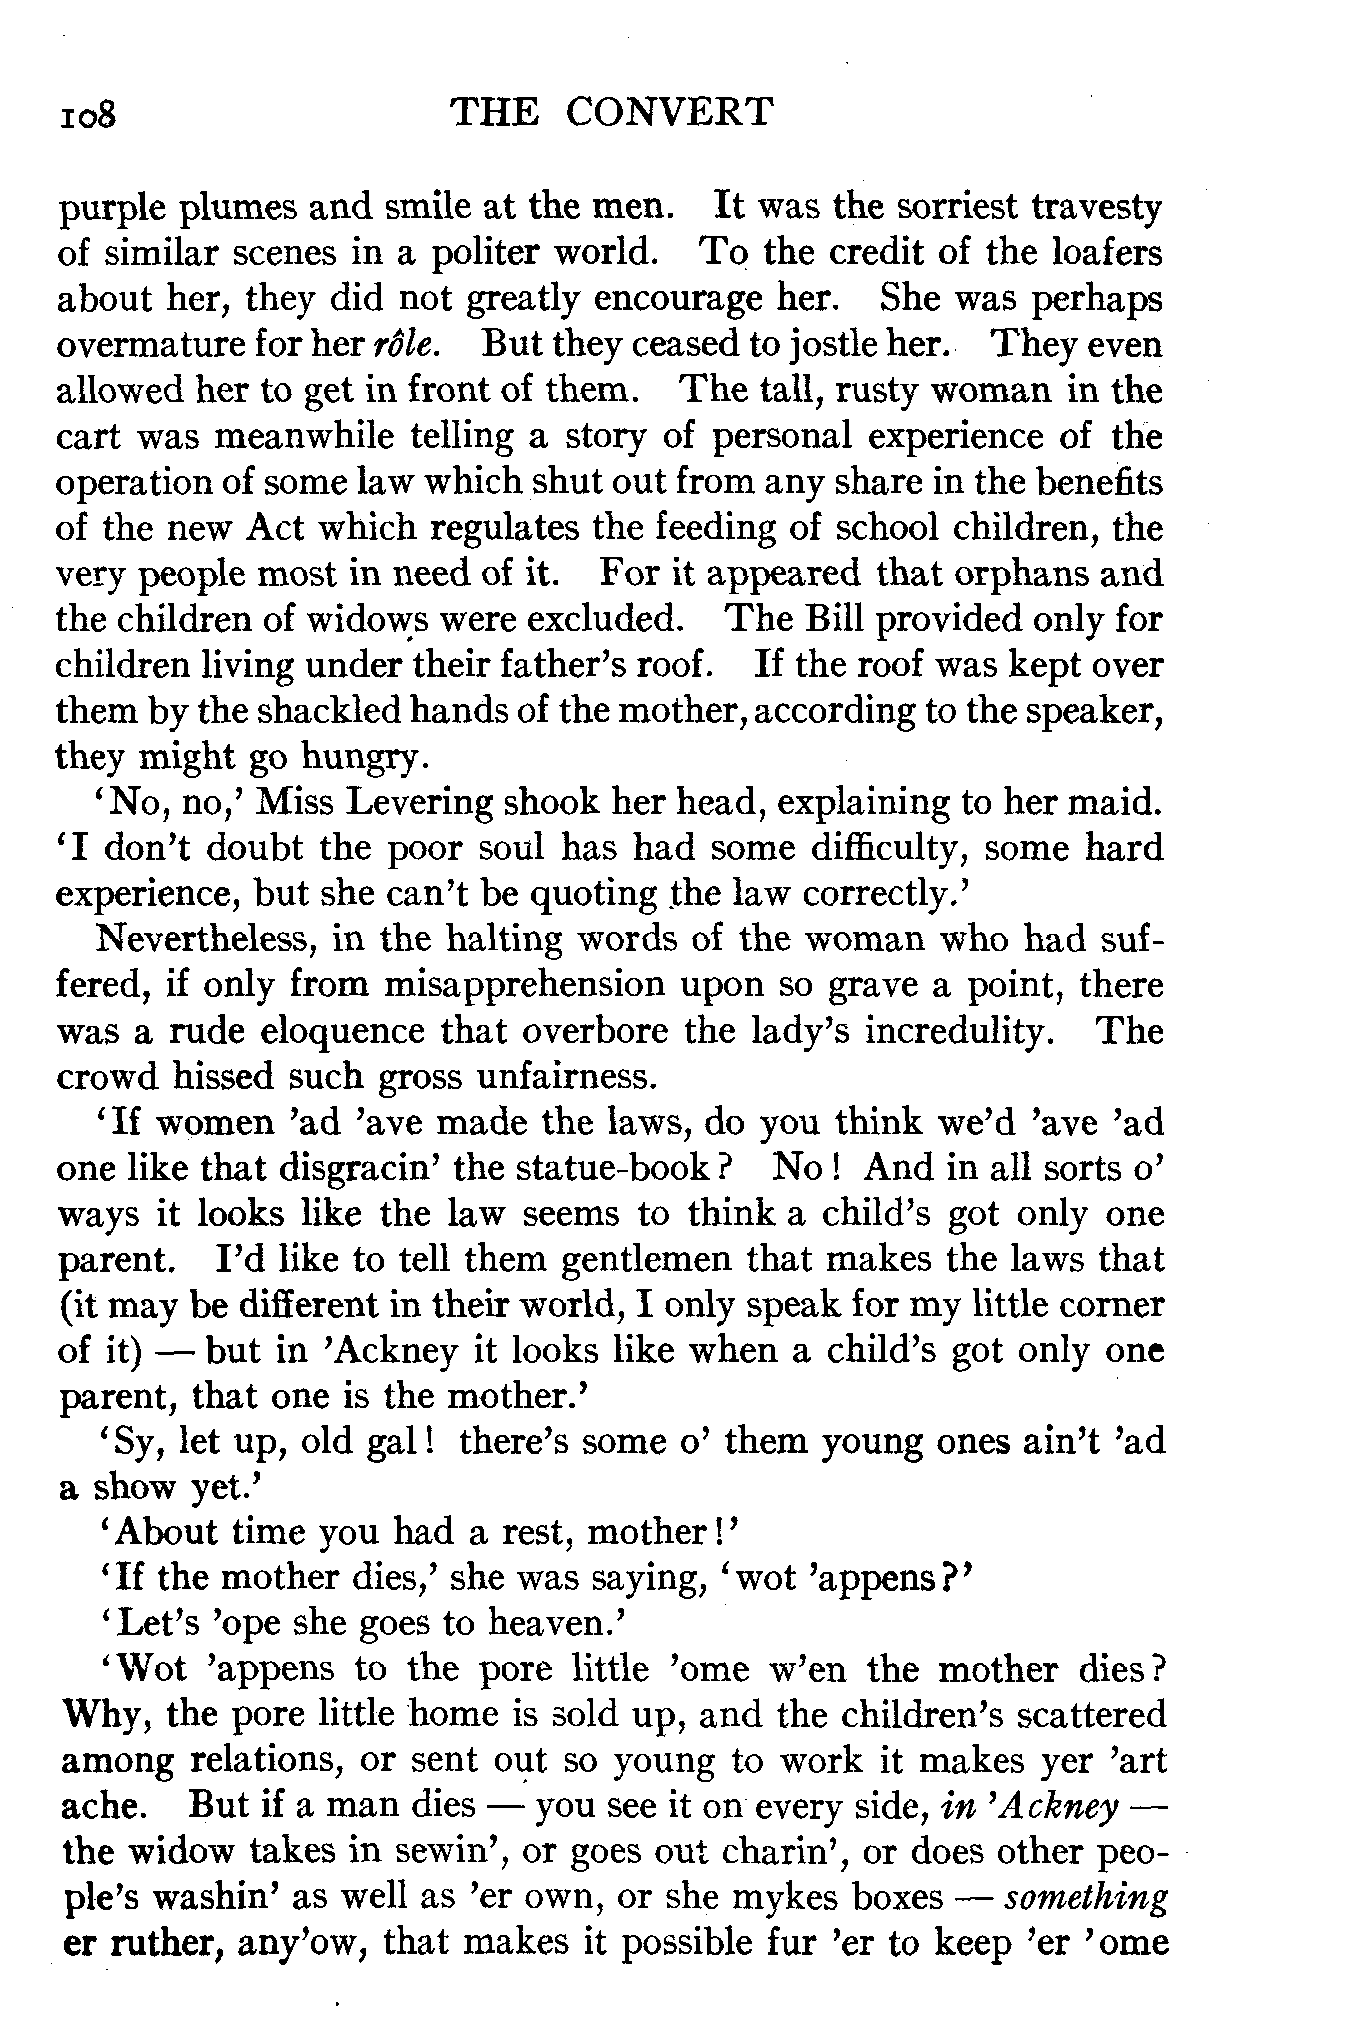 108 THE CONVERT
purple plumes and smile at the men. It was the sorriest travesty
of similar scenes in a politer world. To the credit of the loafers
about her, they did not greatly encourage her. She was perhaps
overmature for her rôle. But they ceased to jostle her. They even
allowed her to get in front of them. The tall, rusty woman in the
cart was meanwhile telling a story of personal experience of the
operation of some law which shut out from any share in the benefits
of the new Act which regulates the feeding of school children, the
very people most in need of it. For it appeared that orphans and
the children of widows were excluded. The Bill provided only for
children living under their father's roof. If the roof was kept over
them by the shackled hands of the mother, according to the speaker,
they might go hungry.
'No, no,' Miss Levering shook her head, explaining to her maid.
'I don't doubt the poor soul has had some difficulty, some hard
experience, but she can't be quoting the law correctly.'
Nevertheless, in the halting words of the woman who had suf-
fered, if only from misapprehension upon so grave a point, there
was a rude eloquence that overbore the lady's incredulity. The
crowd hissed such gross unfairness.
'If women 'ad 'ave made the laws, do you think we'd 'ave 'ad
one like that disgracin' the statue-book? No! And in all sorts o'
ways it looks like the law seems to think a child's got only one
parent. I'd like to tell them gentlemen that makes the laws that
(it may be different in their world, I only speak for my little corner
of it) — but in 'Ackney it looks like when a child's got only one
parent, that one is the mother.'
'Sy, let up, old gal! there's some o' them young ones ain't 'ad
a show yet.'
'About time you had a rest, mother!'
'If the mother dies,' she was saying, 'wot 'appens?'
'Let's 'ope she goes to heaven.'
'Wot 'appens to the pore little 'ome w'en the mother dies?
Why, the pore little home is sold up, and the children's scattered
among relations, or sent out so young to work it makes yer 'art
ache. But if a man dies — you see it on every side, in 'Ackney —
the widow takes in sewin', or goes out charin', or does other peo-
ple's washin' as well as 'er own, or she mykes boxes — something
er ruther, any'ow, that makes it possible fur 'er to keep 'er 'ome